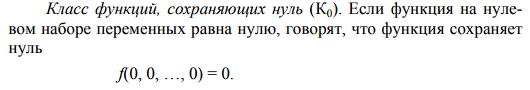 Класс функций, сохраняющих нуль (К₀). Если функция на нуле-
вом наборе переменных равна нулю, говорят, что функция сохраняет
нуль
f(0, 0, …, 0) = 0.